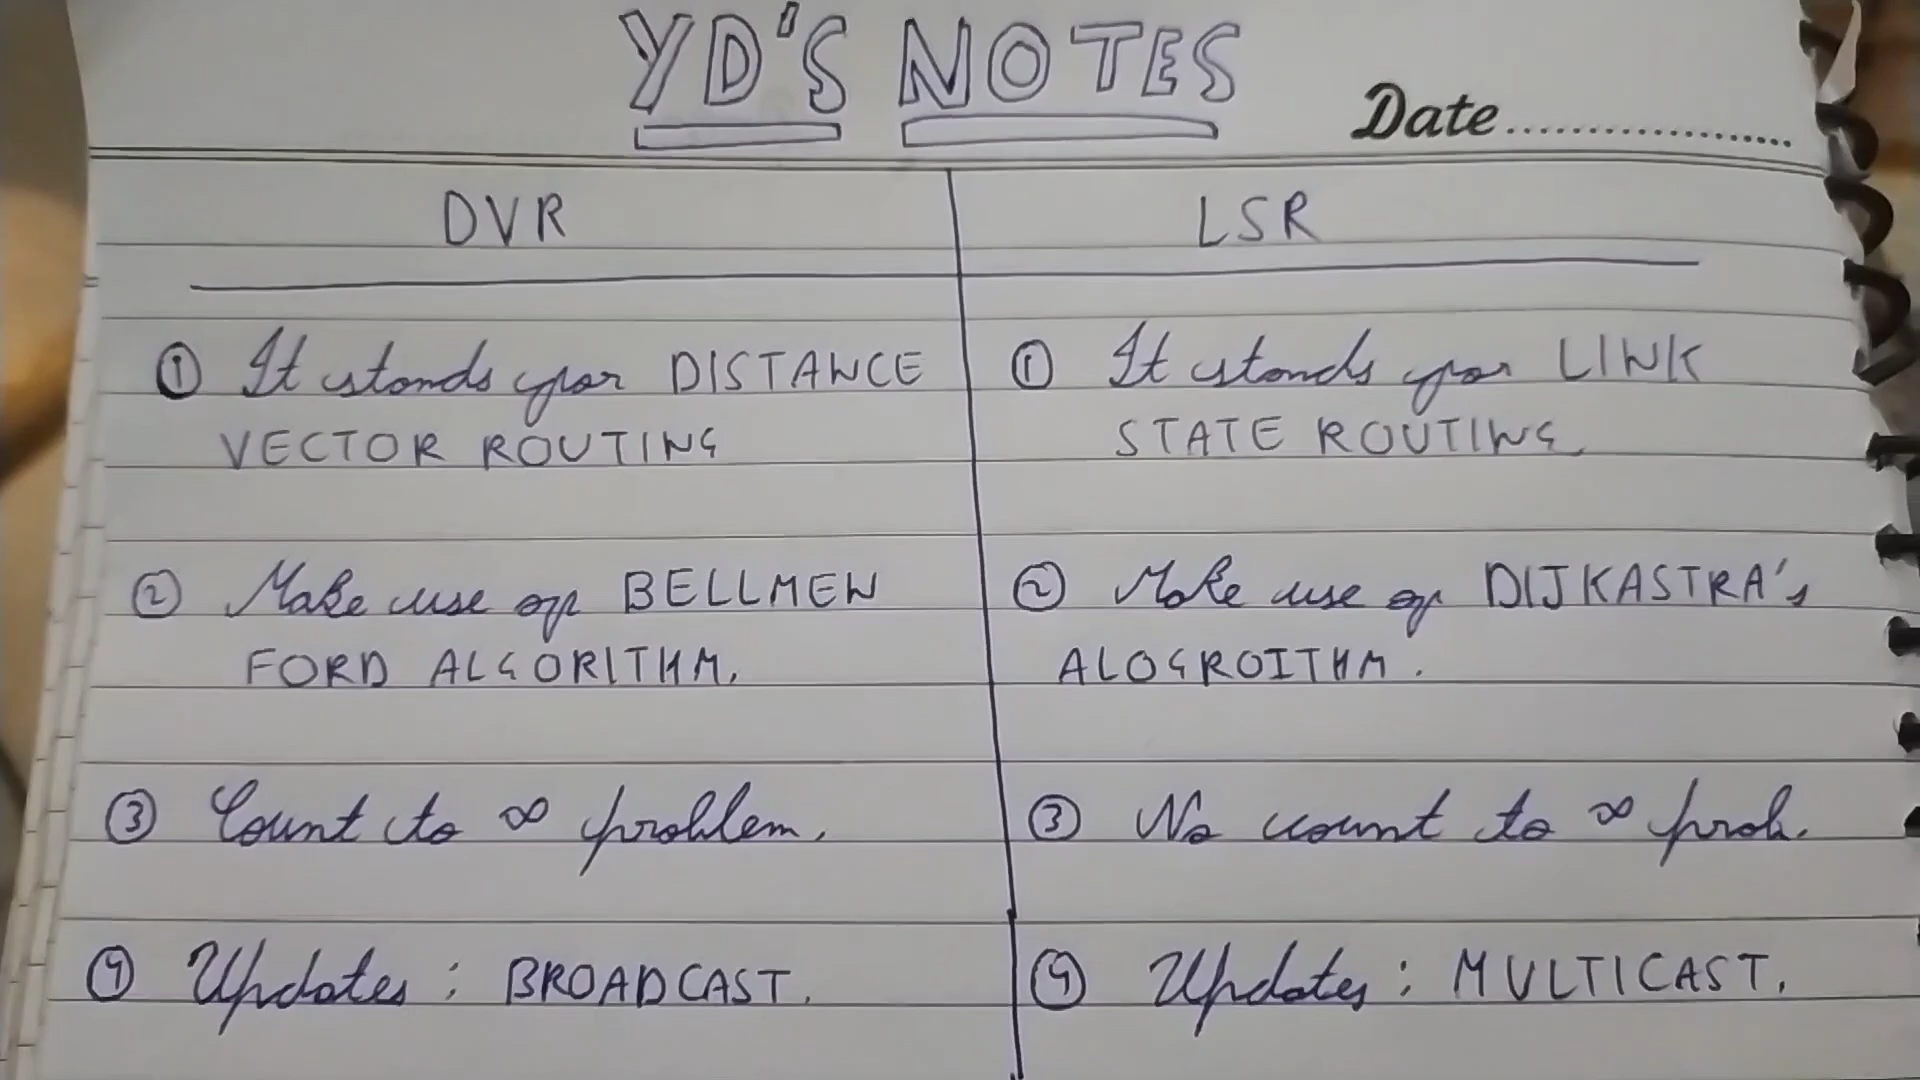 YD'S NOTES
Date....................
DVR
① It stands for DISTANCE
VECTOR ROUTING
② Make use of BELLMEN
FORD ALGORITHM.
③ Count to ∞ problem.
④ Updates : BROADCAST.
LSR
① It stands for LINK
STATE ROUTING.
② Make use of DIJKASTRA's
ALOGROITHM.
③ No count to ∞ prob.
④ Updates : MULTICAST.